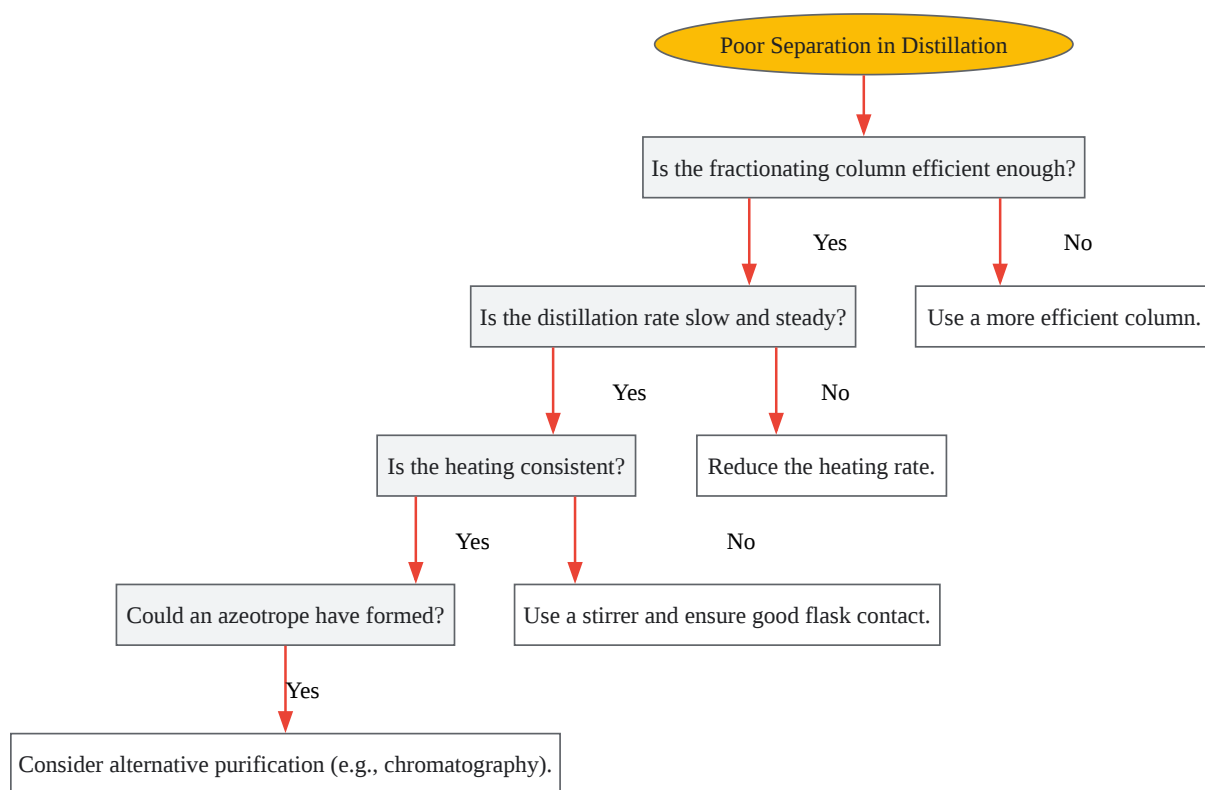 Poor Separation in Distillation
Is the fractionating column efficient enough?
Yes
No
Is the distillation rate slow and steady?
Use a more efficient column.
Yes
No
Is the heating consistent?
Reduce the heating rate.
Yes
No
Could an azeotrope have formed?
Use a stirrer and ensure good flask contact.
Yes
Consider alternative purification (e.g., chromatography).